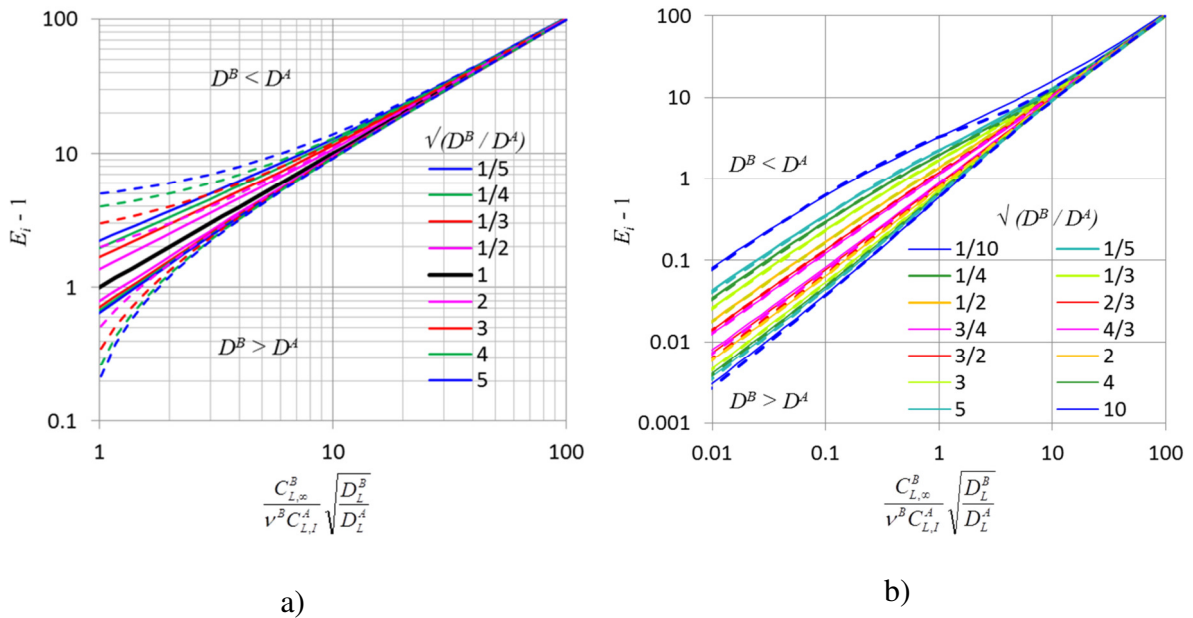 100
10
1
0.1
E_i - 1
D^B < D^A
D^B > D^A
√(D^B / D^A)
1/5
1/4
1/3
1/2
1
2
3
4
5
1 10 100
C^B_{L,∞} / ν^B C^A_{L,I} √(D^B_L / D^A_L)
a)
b)
100
10
1
0.1
0.01
0.001
E_i - 1
D^B < D^A
D^B > D^A
√ (D^B / D^A)
1/10 1/5
1/4 1/3
1/2 2/3
3/4 4/3
3/2 2
3 4
5 10
0.01 0.1 1 10 100
C^B_{L,∞} / ν^B C^A_{L,I} √(D^B_L / D^A_L)
b)